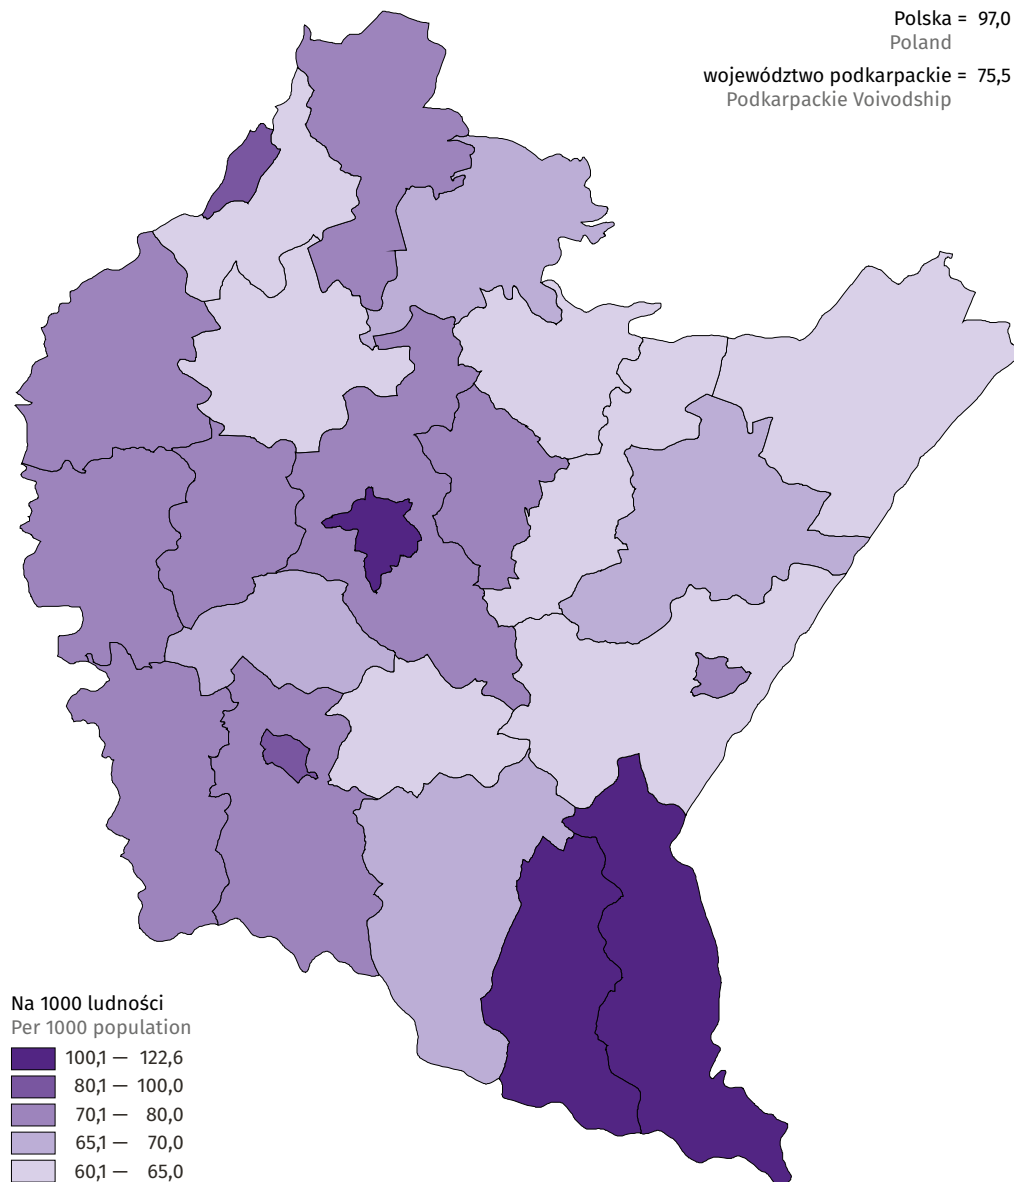 Polska = 97,0
Poland
województwo podkarpackie = 75,5
Podkarpackie Voivodship
Na 1000 ludności
Per 1000 population
100,1 — 122,6
80,1 — 100,0
70,1 — 80,0
65,1 — 70,0
60,1 — 65,0